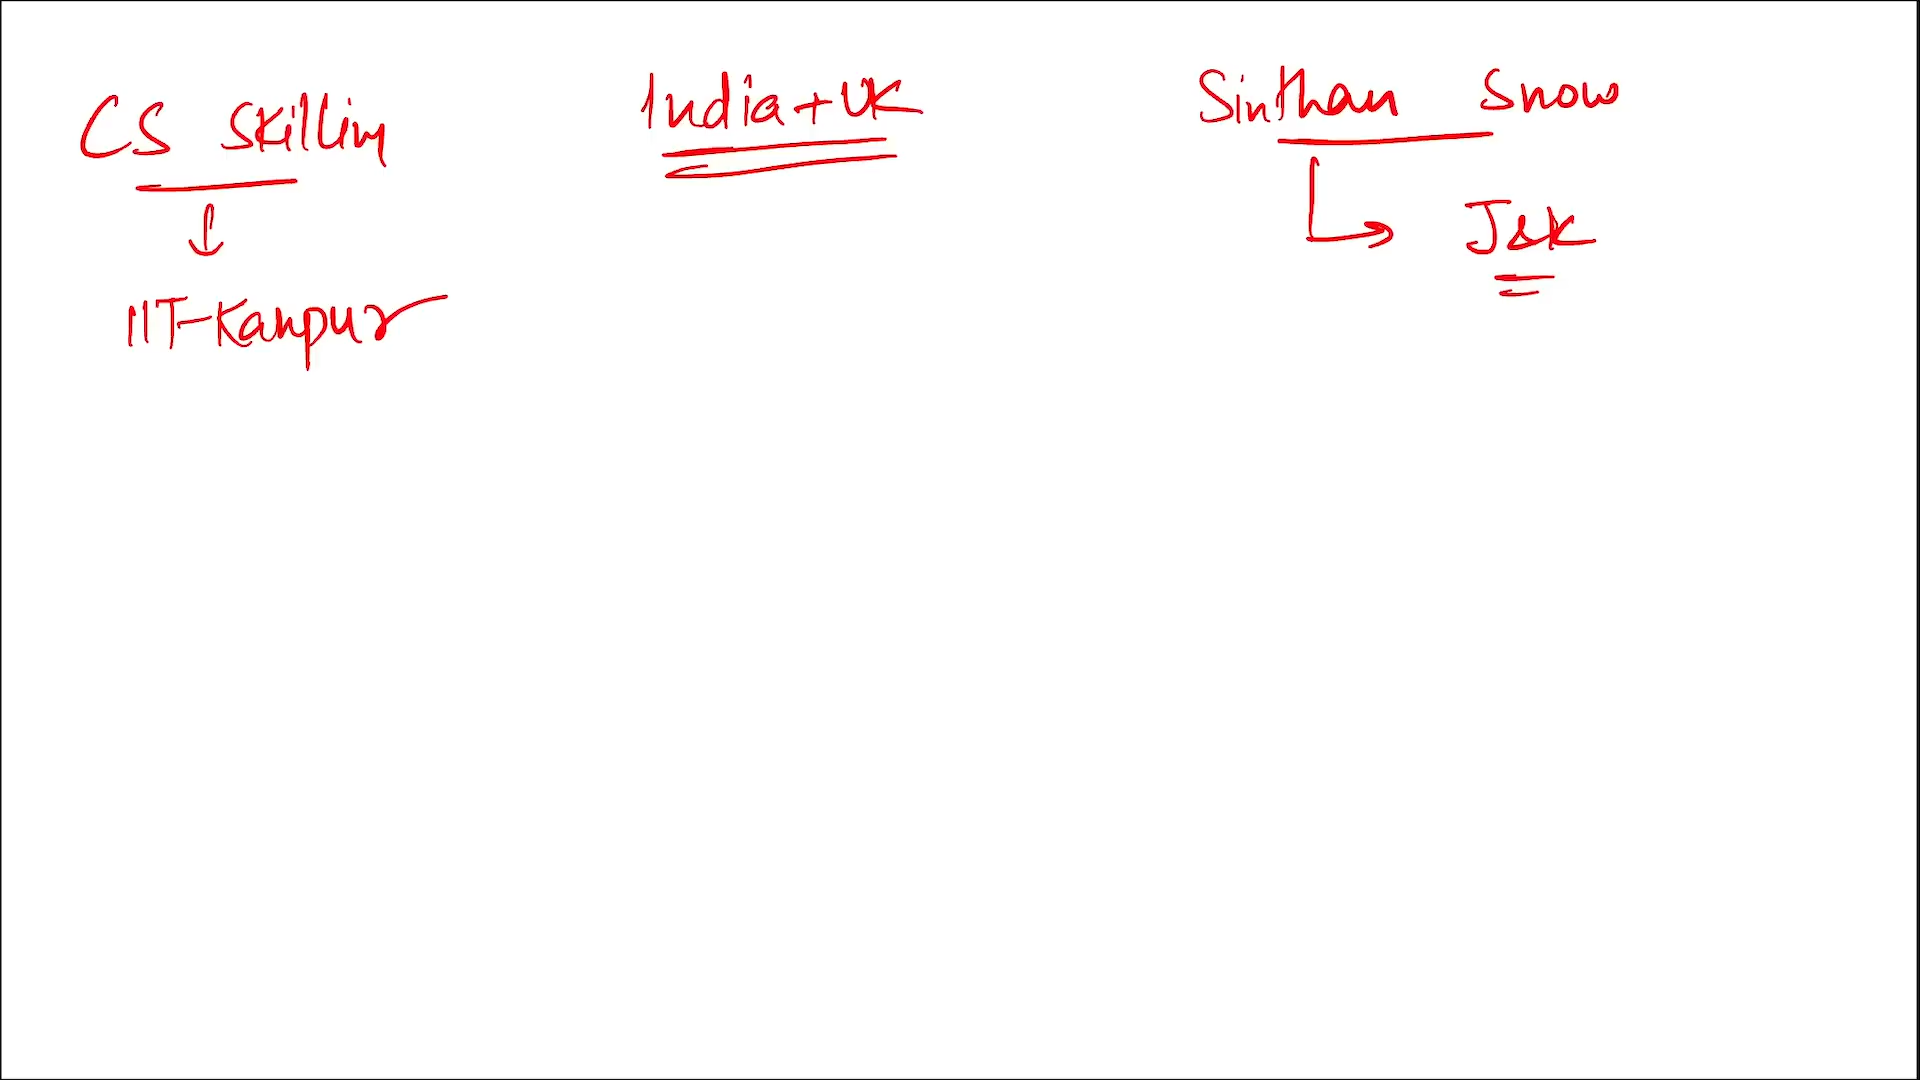 CS Skilling
↓
IIT-Kanpur
India + UK
Sinthan Snow
↳ J&K